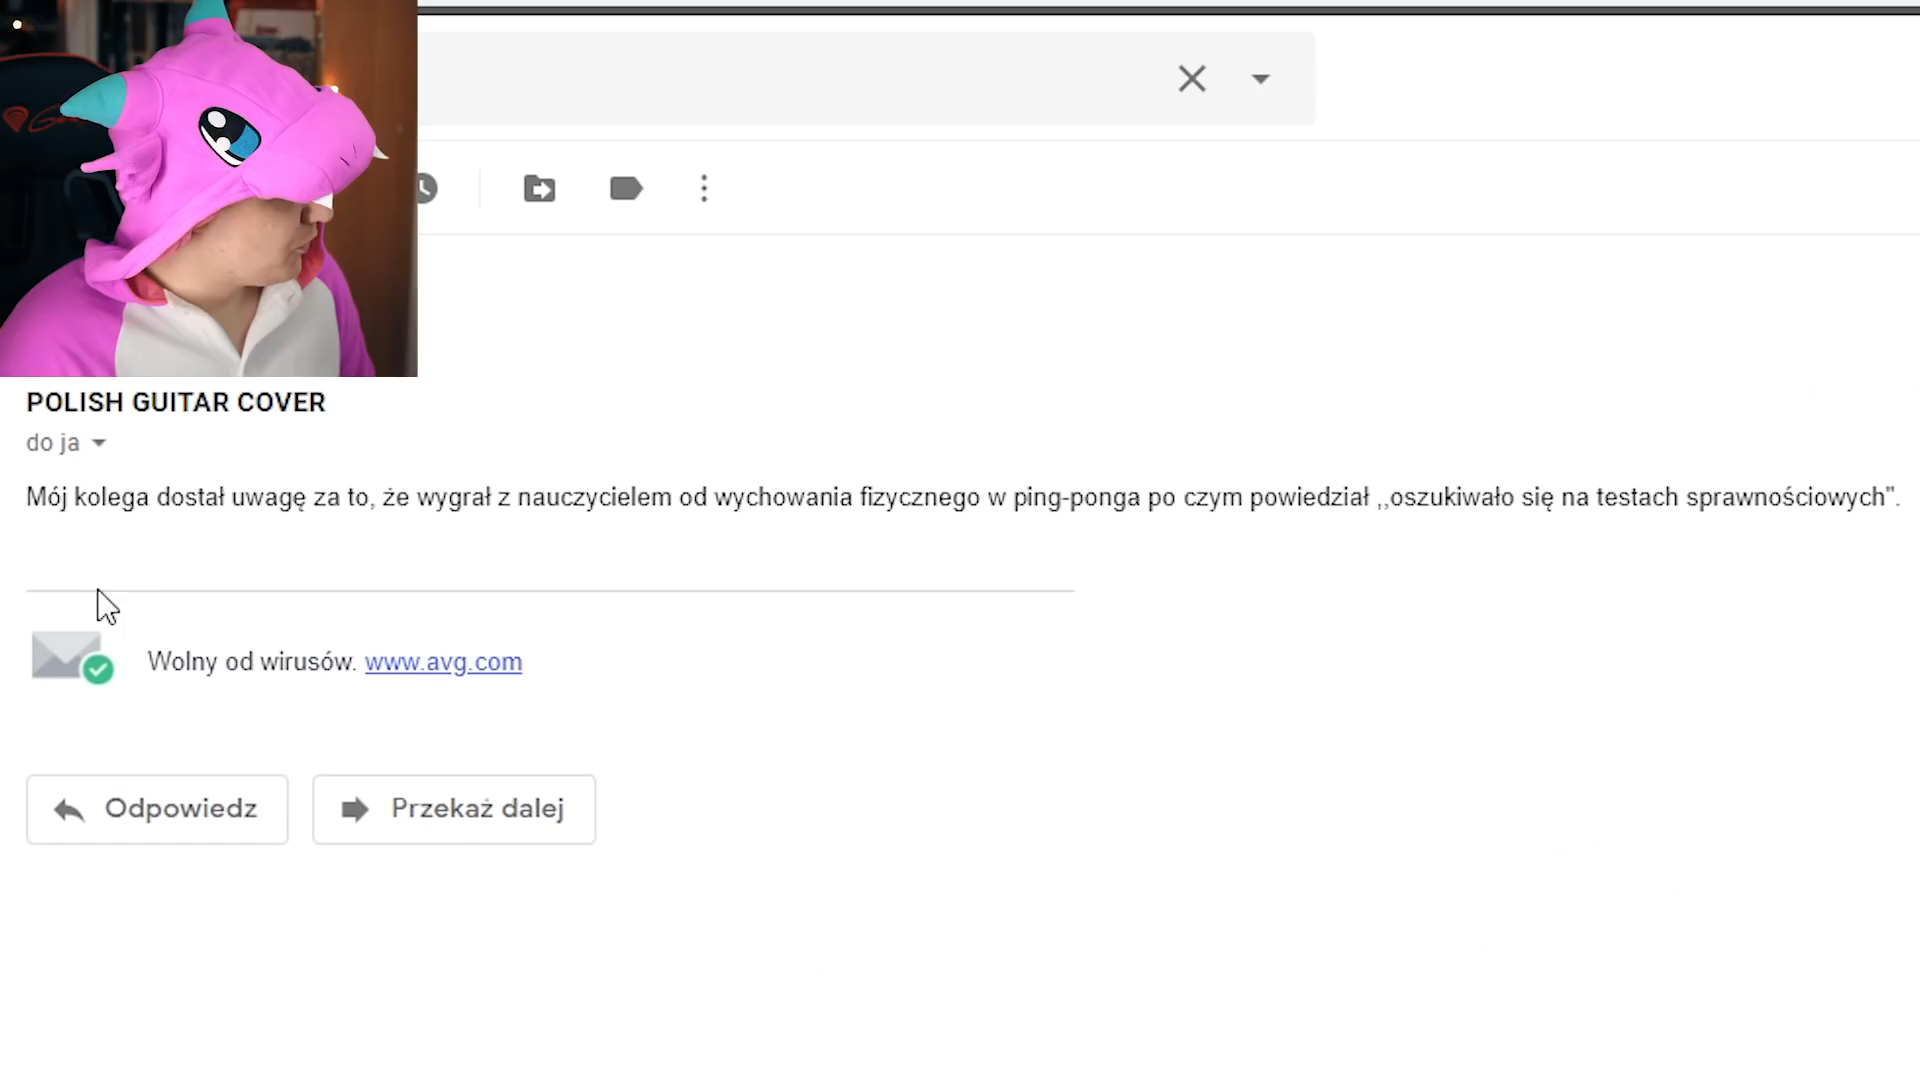 POLISH GUITAR COVER
do ja
Mój kolega dostał uwagę za to, że wygrał z nauczycielem od wychowania fizycznego w ping-ponga po czym powiedział ,,oszukiwało się na testach sprawnościowych".
Wolny od wirusów. www.avg.com
Odpowiedz
Przekaż dalej